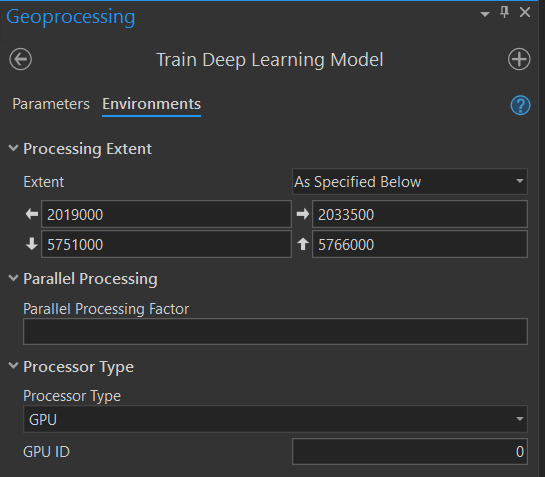 Geoprocessing
Train Deep Learning Model
Parameters Environments
Processing Extent
Extent As Specified Below
2019000 2033500
5751000 5766000
Parallel Processing
Parallel Processing Factor
Processor Type
Processor Type
GPU
GPU ID 0